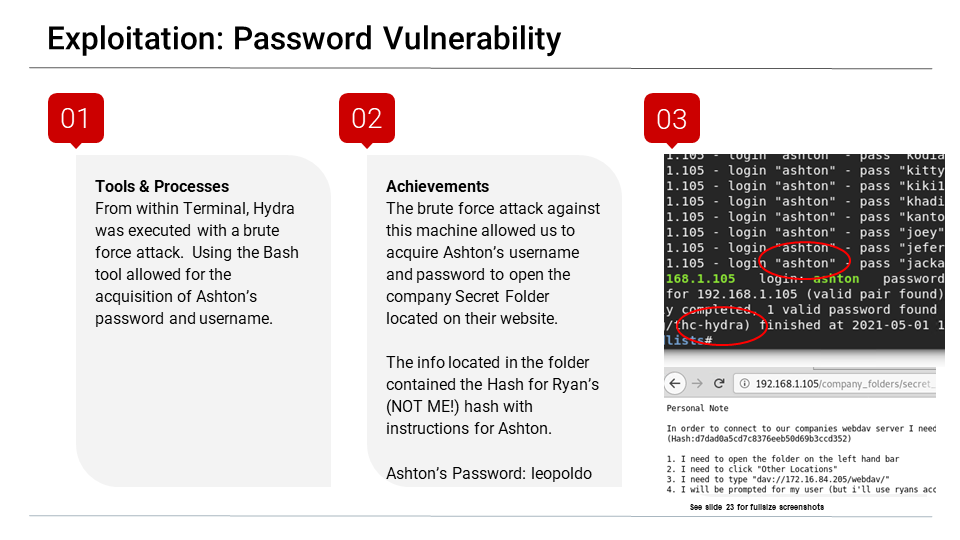 Exploitation: Password Vulnerability
01
Tools & Processes
From within Terminal, Hydra
was executed with a brute
force attack. Using the Bash
tool allowed for the
acquisition of Ashton’s
password and username.
02
Achievements
The brute force attack against
this machine allowed us to
acquire Ashton’s username
and password to open the
company Secret Folder
located on their website.
The info located in the folder
contained the Hash for Ryan’s
(NOT ME!) hash with
instructions for Ashton.
Ashton’s Password: leopoldo
03
1.105 - login "ashton" - pass "kodia
1.105 - login "ashton" - pass "kitty
1.105 - login "ashton" - pass "kiki1
1.105 - login "ashton" - pass "khadi
1.105 - login "ashton" - pass "kanto
1.105 - login "ashton" - pass "joey"
1.105 - login "ashton" - pass "jefer
1.105 - login "ashton" - pass "jacka
168.1.105 login: ashton password
for 192.168.1.105 (valid pair found)
y completed, 1 valid password found
/thc-hydra) finished at 2021-05-01 1
lists#
192.168.1.105/company_folders/secret_
Personal Note
In order to connect to our companies webdav server I need
(Hash:d7dad0a5cd7c8376eeb50d69b3ccd352)
1. I need to open the folder on the left hand bar
2. I need to click "Other Locations"
3. I need to type "dav://172.16.84.205/webdav/"
4. I will be prompted for my user (but i'll use ryans acc
See slide 23 for fullsize screenshots